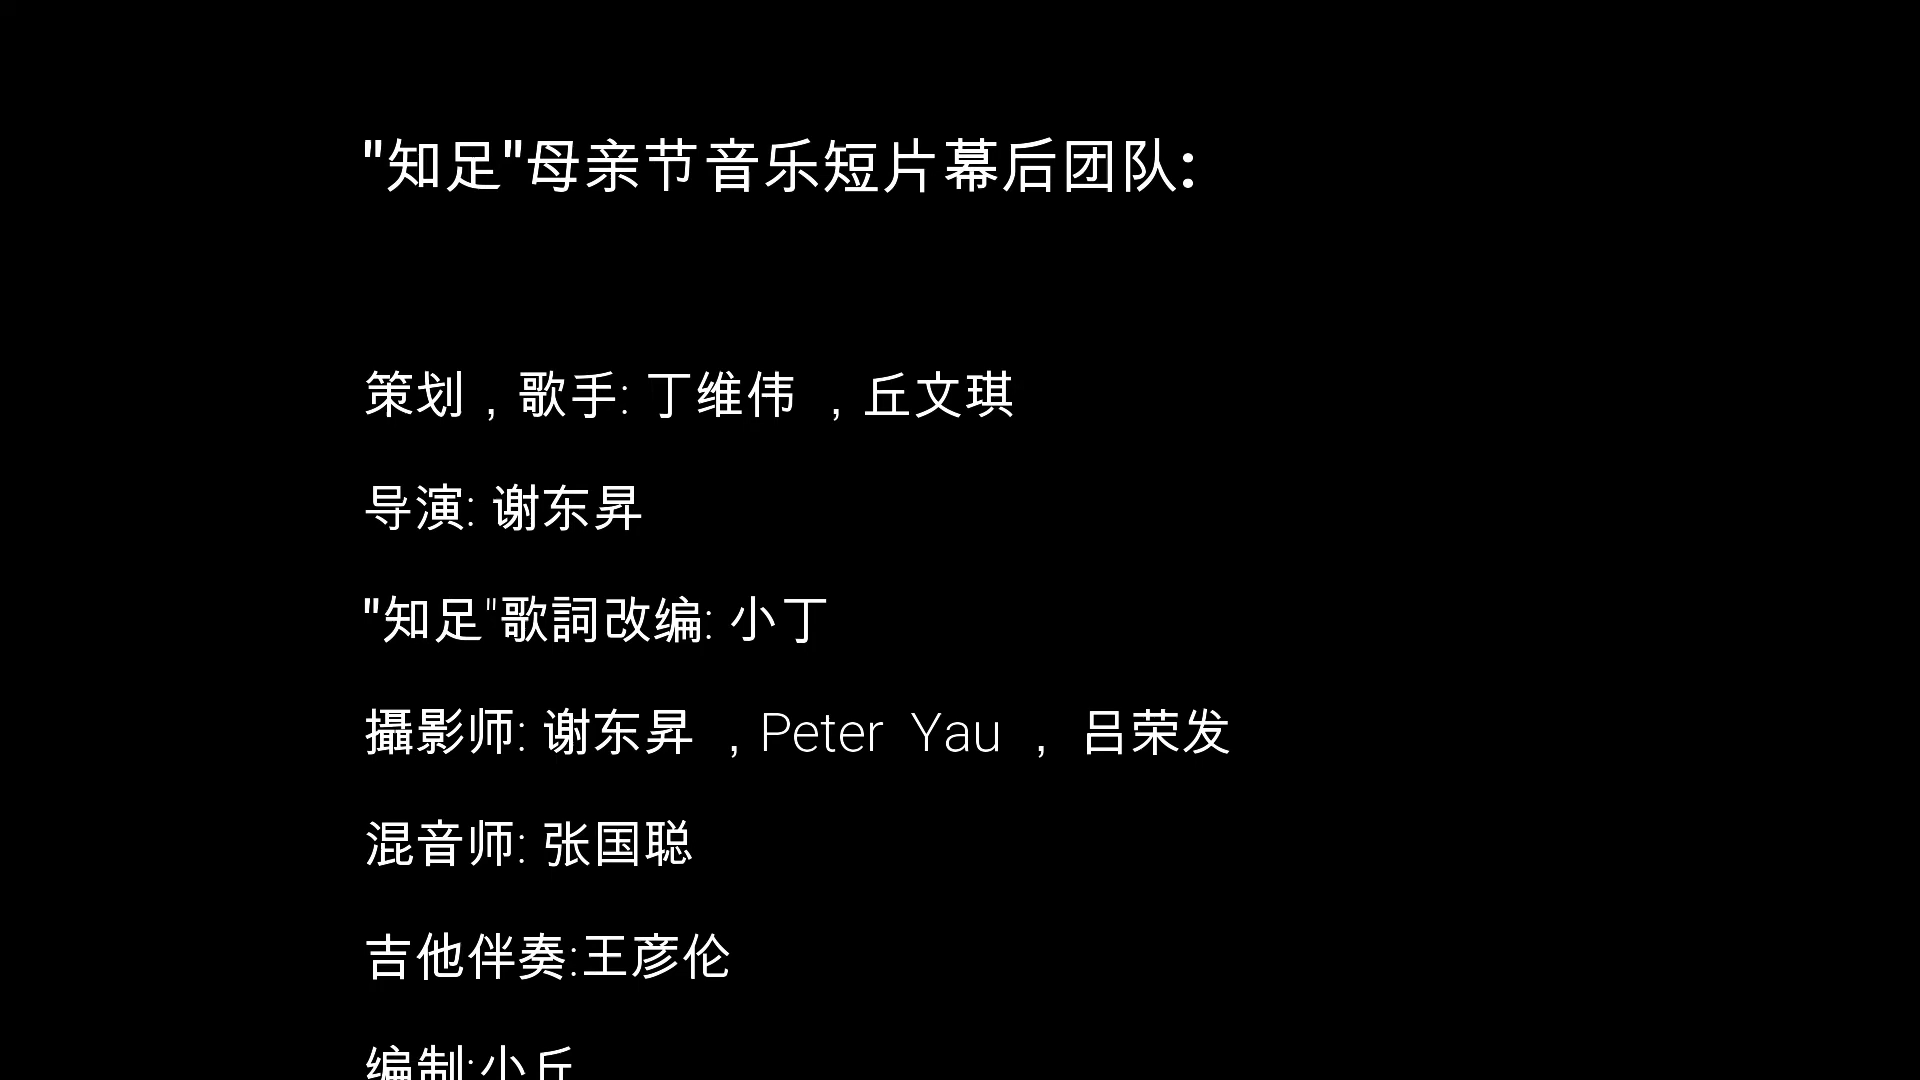 "知足"母亲节音乐短片幕后团队:
策划 , 歌手: 丁维伟 , 丘文琪
导演: 谢东昇
"知足"歌詞改编: 小丁
攝影师: 谢东昇 , Peter Yau , 吕荣发
混音师: 张国聪
吉他伴奏:王彦伦
编制:小丘